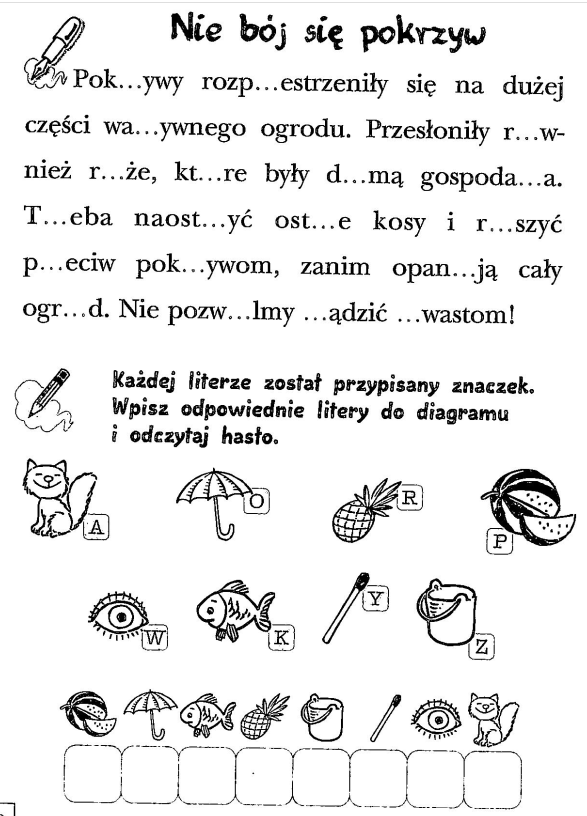 Nie bój się pokrzyw
Pok...ywy rozp...estrzeniły się na dużej
części wa...ywnego ogrodu. Przesłoniły r...w-
nież r...że, kt...re były d...mą gospoda...a.
T...eba naost...yć ost...e kosy i r...szyć
p...eciw pok...ywom, zanim opan...ją cały
ogr...d. Nie pozw...lmy ...ądzić ...wastom!
Każdej literze został przypisany znaczek.
Wpisz odpowiednie litery do diagramu
i odczytaj hasło.
A O R P
W K Y Z